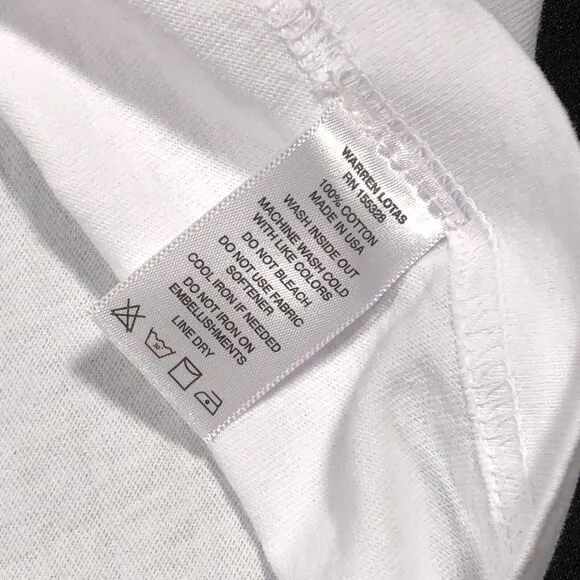 WARREN LOTAS
RN 155328
100% COTTON
MADE IN USA
WASH INSIDE OUT
MACHINE WASH COLD
WITH LIKE COLORS
DO NOT BLEACH
DO NOT USE FABRIC
SOFTENER
COOL IRON IF NEEDED
DO NOT IRON ON
EMBELLISHMENTS
LINE DRY